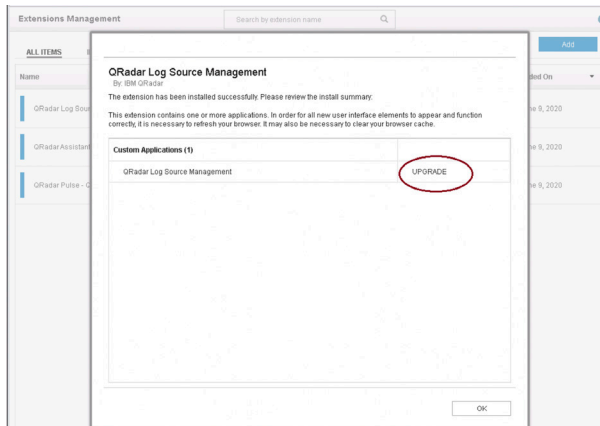 Extensions Management
Search by extension name
ALL ITEMS
Add
Name
ded On
QRadar Log Sour
ne 9, 2020
QRadar Assistant
ne 9, 2020
QRadar Pulse - Q
ne 9, 2020
QRadar Log Source Management
By: IBM QRadar
The extension has been installed successfully. Please review the install summary:
This extension contains one or more applications. In order for all new user interface elements to appear and function
correctly, it is necessary to refresh your browser. It may also be necessary to clear your browser cache.
Custom Applications (1)
QRadar Log Source Management
UPGRADE
OK